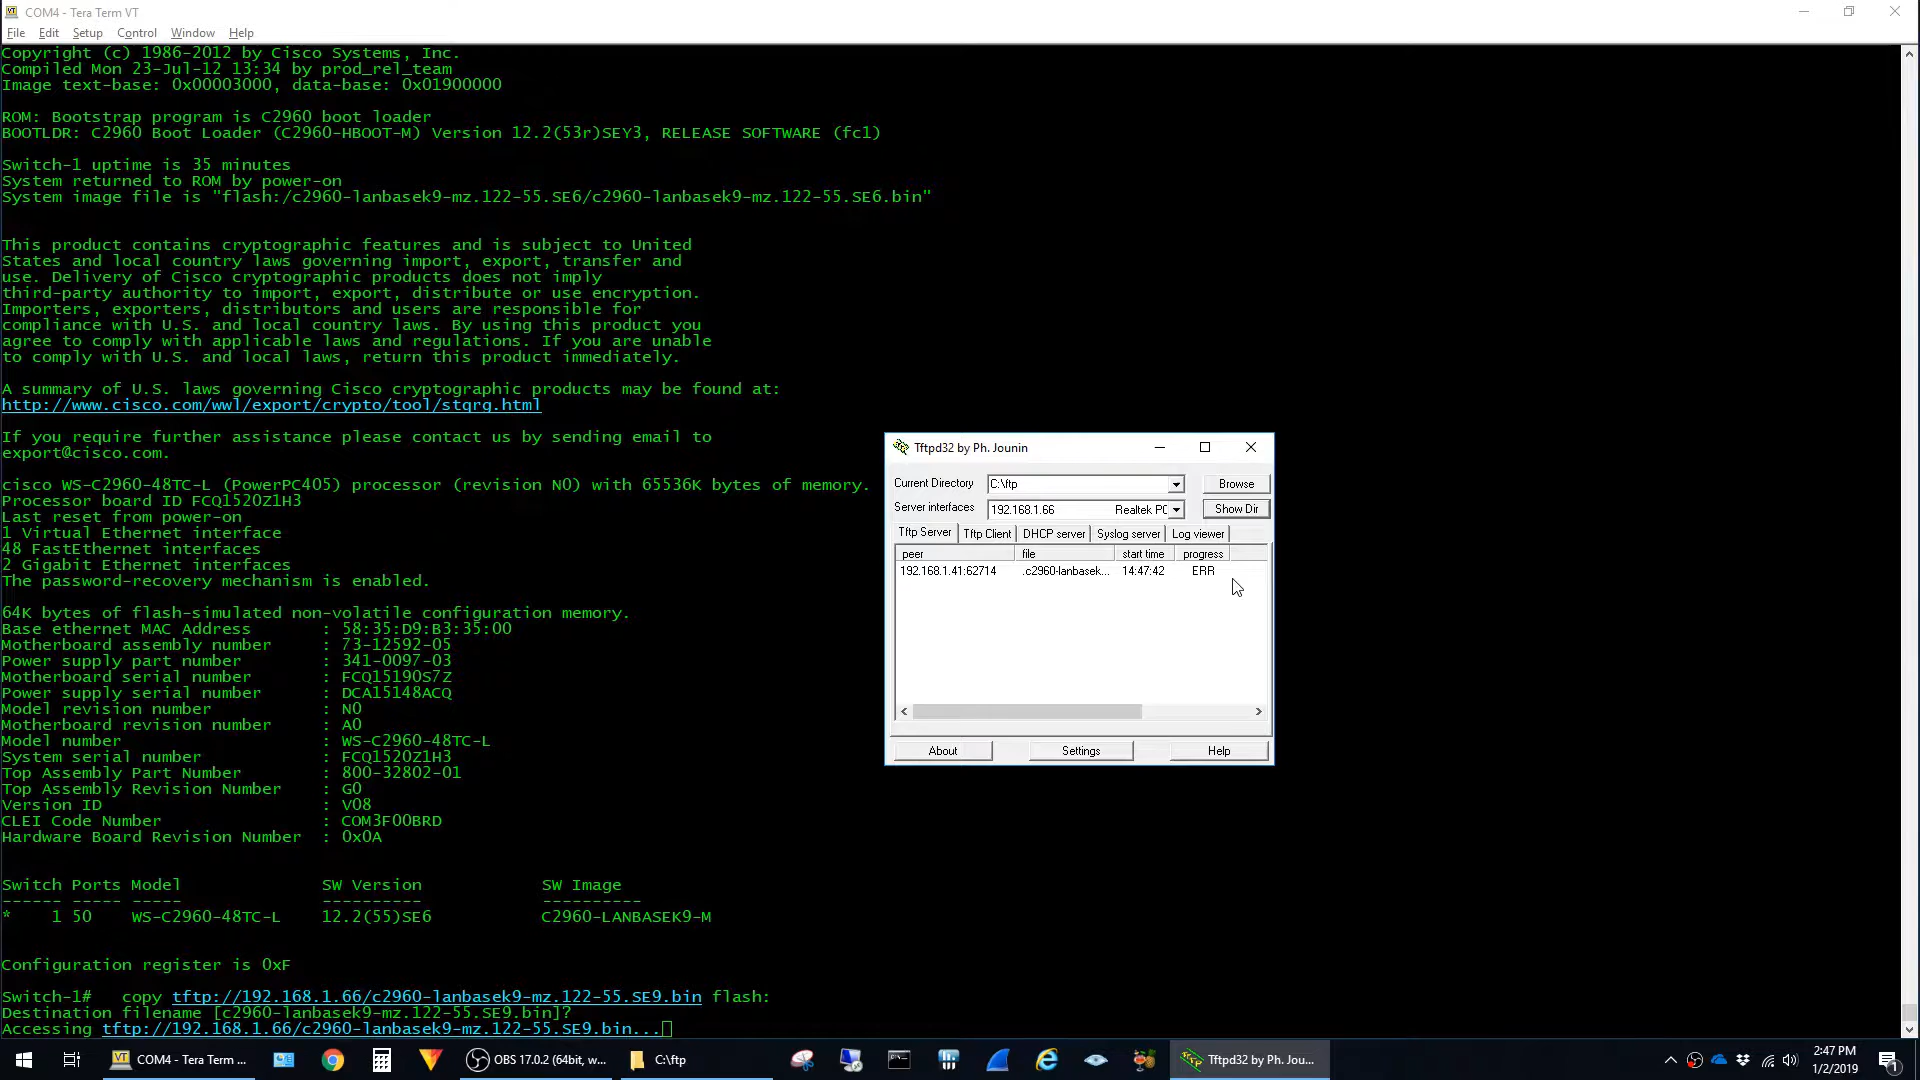 COM4 - Tera Term VT
File Edit Setup Control Window Help
Copyright (c) 1986-2012 by Cisco Systems, Inc.
Compiled Mon 23-Jul-12 13:34 by prod_rel_team
Image text-base: 0x00003000, data-base: 0x01900000
ROM: Bootstrap program is C2960 boot loader
BOOTLDR: C2960 Boot Loader (C2960-HBOOT-M) Version 12.2(53r)SEY3, RELEASE SOFTWARE (fc1)
Switch-1 uptime is 35 minutes
System returned to ROM by power-on
System image file is "flash:/c2960-lanbasek9-mz.122-55.SE6/c2960-lanbasek9-mz.122-55.SE6.bin"
This product contains cryptographic features and is subject to United
States and local country laws governing import, export, transfer and
use. Delivery of Cisco cryptographic products does not imply
third-party authority to import, export, distribute or use encryption.
Importers, exporters, distributors and users are responsible for
compliance with U.S. and local country laws. By using this product you
agree to comply with applicable laws and regulations. If you are unable
to comply with U.S. and local laws, return this product immediately.
A summary of U.S. laws governing Cisco cryptographic products may be found at:
http://www.cisco.com/wwl/export/crypto/tool/stqrg.html
If you require further assistance please contact us by sending email to
export@cisco.com.
cisco WS-C2960-48TC-L (PowerPC405) processor (revision N0) with 65536K bytes of memory.
Processor board ID FCQ1520Z1H3
Last reset from power-on
1 Virtual Ethernet interface
48 FastEthernet interfaces
2 Gigabit Ethernet interfaces
The password-recovery mechanism is enabled.
64K bytes of flash-simulated non-volatile configuration memory.
Base ethernet MAC Address : 58:35:D9:B3:35:00
Motherboard assembly number : 73-12592-05
Power supply part number : 341-0097-03
Motherboard serial number : FCQ15190S7Z
Power supply serial number : DCA15148ACQ
Model revision number : N0
Motherboard revision number : A0
Model number : WS-C2960-48TC-L
System serial number : FCQ1520Z1H3
Top Assembly Part Number : 800-32802-01
Top Assembly Revision Number : G0
Version ID : V08
CLEI Code Number : COM3F00BRD
Hardware Board Revision Number : 0x0A
Switch Ports Model SW Version SW Image
------ ----- ----- ---------- ----------
* 1 50 WS-C2960-48TC-L 12.2(55)SE6 C2960-LANBASEK9-M
Configuration register is 0xF
Switch-1# copy tftp://192.168.1.66/c2960-lanbasek9-mz.122-55.SE9.bin flash:
Destination filename [c2960-lanbasek9-mz.122-55.SE9.bin]?
Accessing tftp://192.168.1.66/c2960-lanbasek9-mz.122-55.SE9.bin...
Tftpd32 by Ph. Jounin
Current Directory C:\ftp Browse
Server interfaces 192.168.1.66 Realtek PC Show Dir
Tftp Server Tftp Client DHCP server Syslog server Log viewer
peer file start time progress
192.168.1.41:62714 .c2960-lanbasek... 14:47:42 ERR
About Settings Help
COM4 - Tera Term ... OBS 17.0.2 (64bit, w... C:\ftp Tftpd32 by Ph. Jou... 2:47 PM
1/2/2019
1